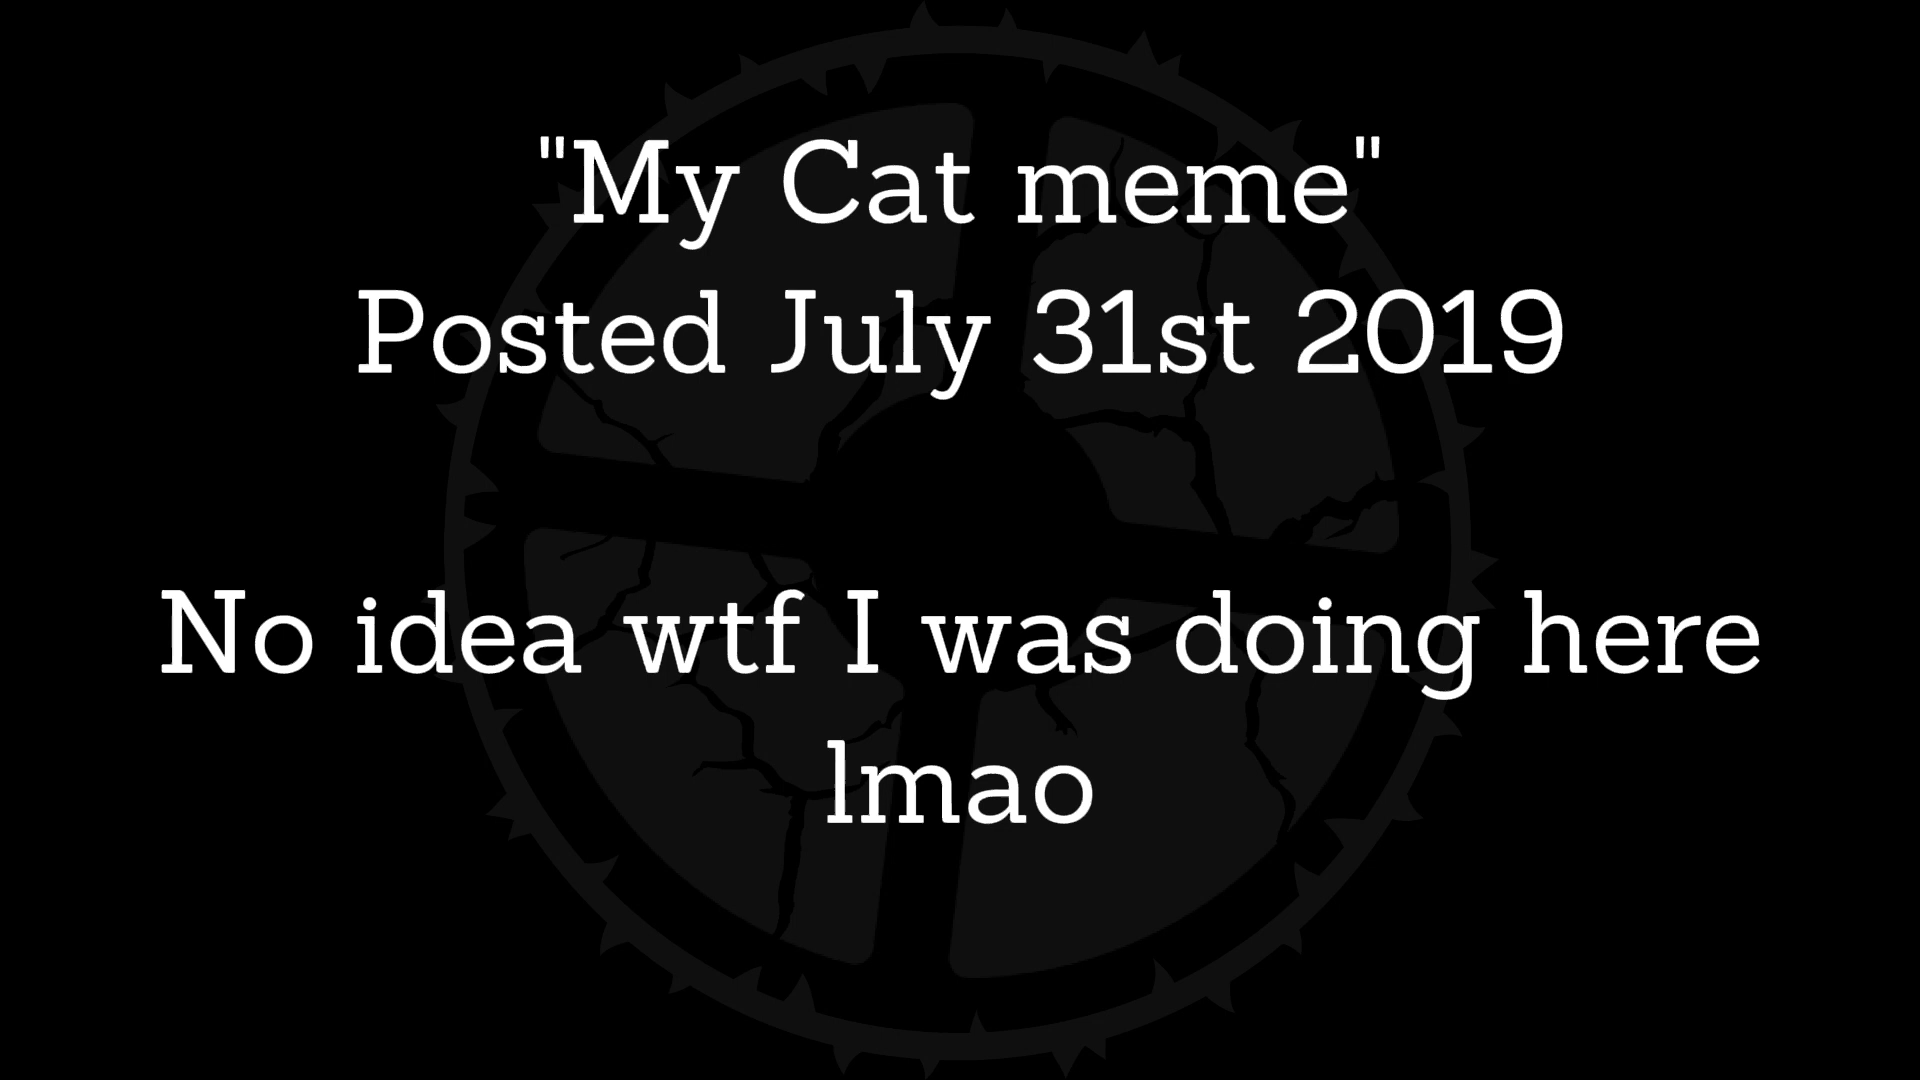 "My Cat meme"
Posted July 31st 2019
No idea wtf I was doing here
lmao